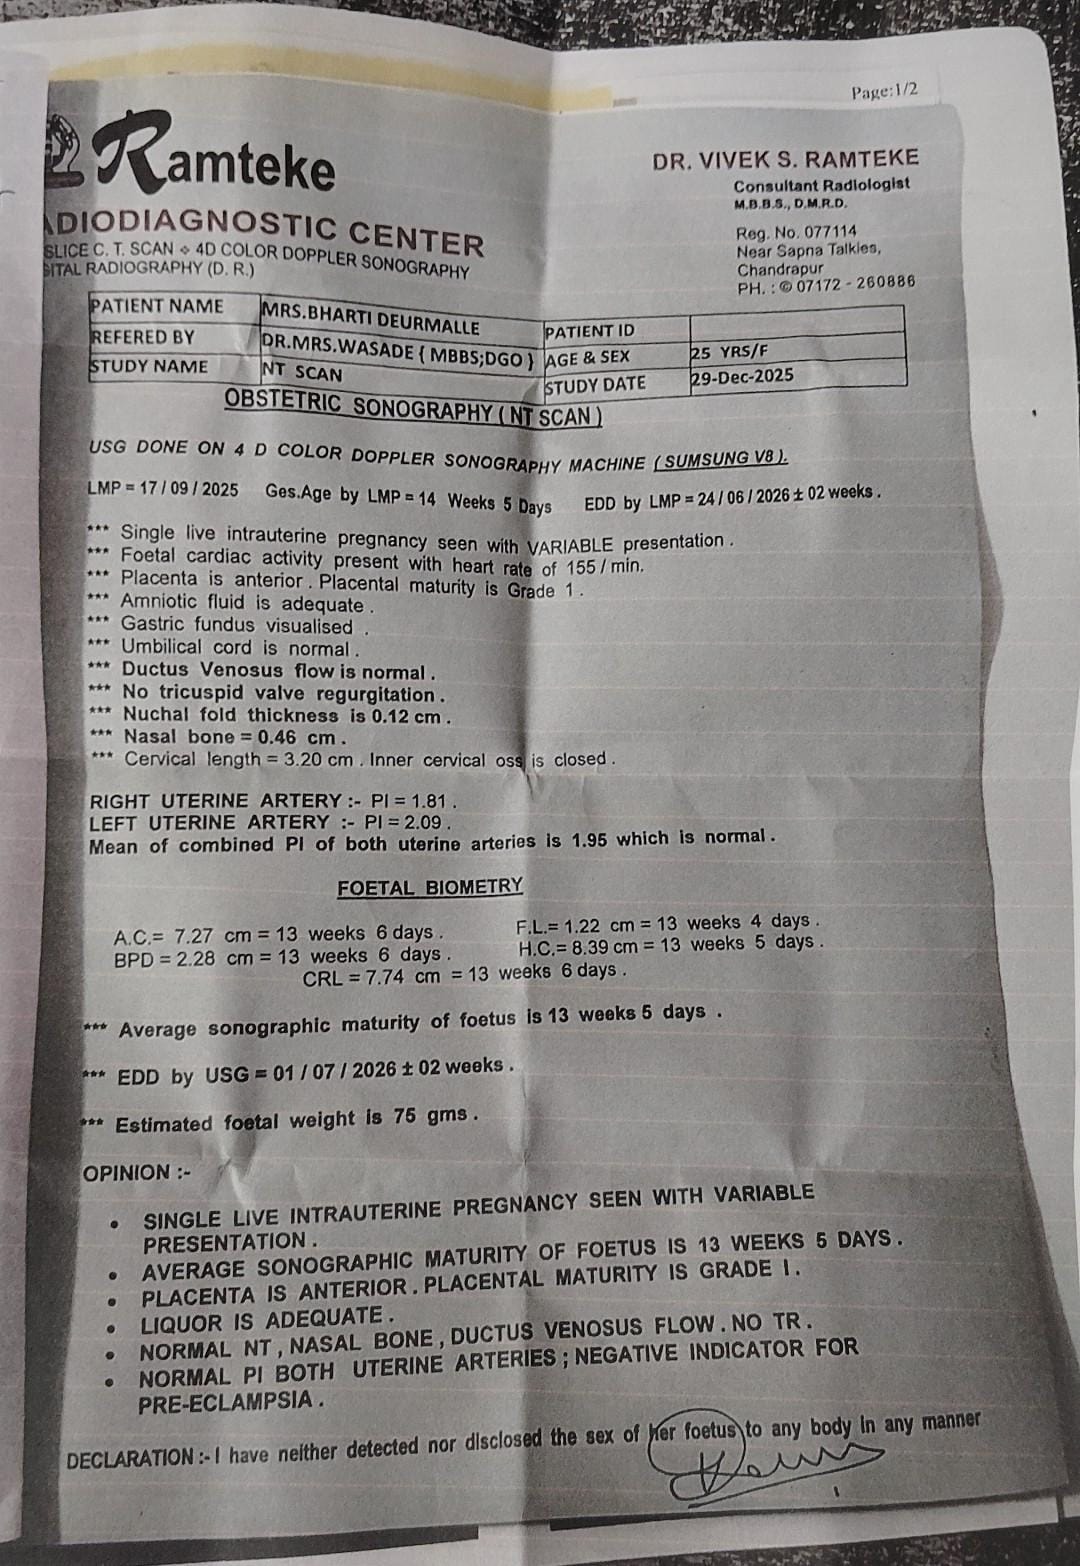 Page:1/2
Ramteke
ADIODIAGNOSTIC CENTER
SLICE C. T. SCAN ❖ 4D COLOR DOPPLER SONOGRAPHY
GITAL RADIOGRAPHY (D. R.)
DR. VIVEK S. RAMTEKE
Consultant Radiologist
M.B.B.S., D.M.R.D.
Reg. No. 077114
Near Sapna Talkies,
Chandrapur
PH. : ✆ 07172 - 260886
PATIENT NAME MRS.BHARTI DEURMALLE PATIENT ID
REFERED BY DR.MRS.WASADE ( MBBS;DGO ) AGE & SEX 25 YRS/F
STUDY NAME NT SCAN STUDY DATE 29-Dec-2025
OBSTETRIC SONOGRAPHY ( NT SCAN )
USG DONE ON 4 D COLOR DOPPLER SONOGRAPHY MACHINE ( SUMSUNG V8 ).
LMP = 17 / 09 / 2025 Ges.Age by LMP = 14 Weeks 5 Days EDD by LMP = 24 / 06 / 2026 ± 02 weeks .
*** Single live intrauterine pregnancy seen with VARIABLE presentation .
*** Foetal cardiac activity present with heart rate of 155 / min.
*** Placenta is anterior . Placental maturity is Grade 1 .
*** Amniotic fluid is adequate .
*** Gastric fundus visualised .
*** Umbilical cord is normal .
*** Ductus Venosus flow is normal .
*** No tricuspid valve regurgitation .
*** Nuchal fold thickness is 0.12 cm .
*** Nasal bone = 0.46 cm .
*** Cervical length = 3.20 cm . Inner cervical oss is closed .
RIGHT UTERINE ARTERY :- PI = 1.81 .
LEFT UTERINE ARTERY :- PI = 2.09 .
Mean of combined PI of both uterine arteries is 1.95 which is normal .
FOETAL BIOMETRY
A.C.= 7.27 cm = 13 weeks 6 days . F.L.= 1.22 cm = 13 weeks 4 days .
BPD = 2.28 cm = 13 weeks 6 days . H.C.= 8.39 cm = 13 weeks 5 days .
CRL = 7.74 cm = 13 weeks 6 days .
*** Average sonographic maturity of foetus is 13 weeks 5 days .
*** EDD by USG = 01 / 07 / 2026 ± 02 weeks .
*** Estimated foetal weight is 75 gms .
OPINION :-
• SINGLE LIVE INTRAUTERINE PREGNANCY SEEN WITH VARIABLE
PRESENTATION .
• AVERAGE SONOGRAPHIC MATURITY OF FOETUS IS 13 WEEKS 5 DAYS .
• PLACENTA IS ANTERIOR . PLACENTAL MATURITY IS GRADE I .
• LIQUOR IS ADEQUATE .
• NORMAL NT , NASAL BONE , DUCTUS VENOSUS FLOW . NO TR .
• NORMAL PI BOTH UTERINE ARTERIES ; NEGATIVE INDICATOR FOR
PRE-ECLAMPSIA .
DECLARATION :- I have neither detected nor disclosed the sex of her foetus to any body in any manner